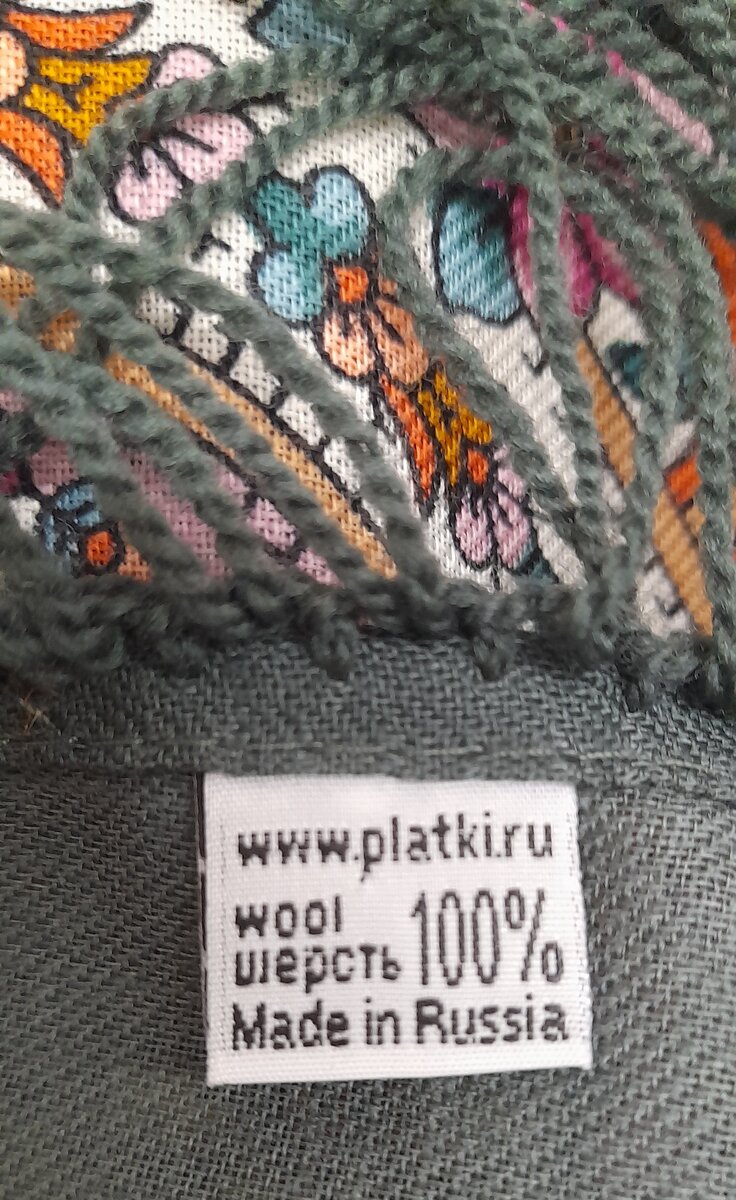 www.platki.ru
wool
шерсть 100%
Made in Russia